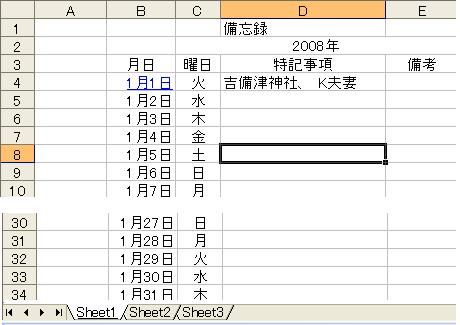 A B C D E
1 備忘録
2 2008年
3 月日 曜日 特記事項 備考
4 1月1日 火 吉備津神社、 K夫妻
5 1月2日 水
6 1月3日 木
7 1月4日 金
8 1月5日 土
9 1月6日 日
10 1月7日 月
30 1月27日 日
31 1月28日 月
32 1月29日 火
33 1月30日 水
34 1月31日 木
Sheet1 Sheet2 Sheet3